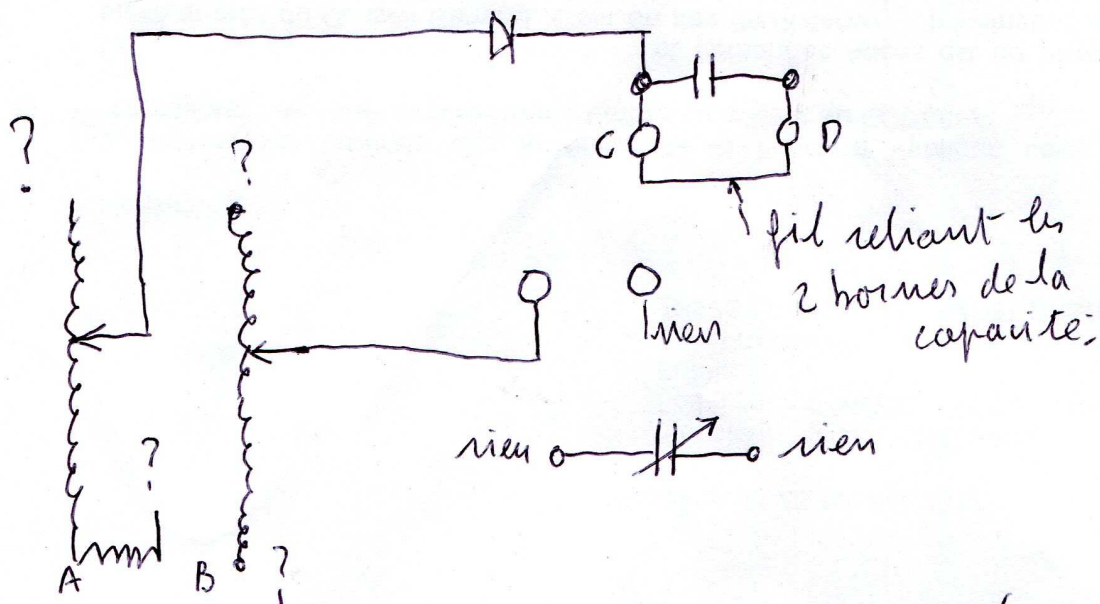 C D
?
?
fil reliant les
2 bornes de la
capacité.
rien
?
rien rien
A B ?